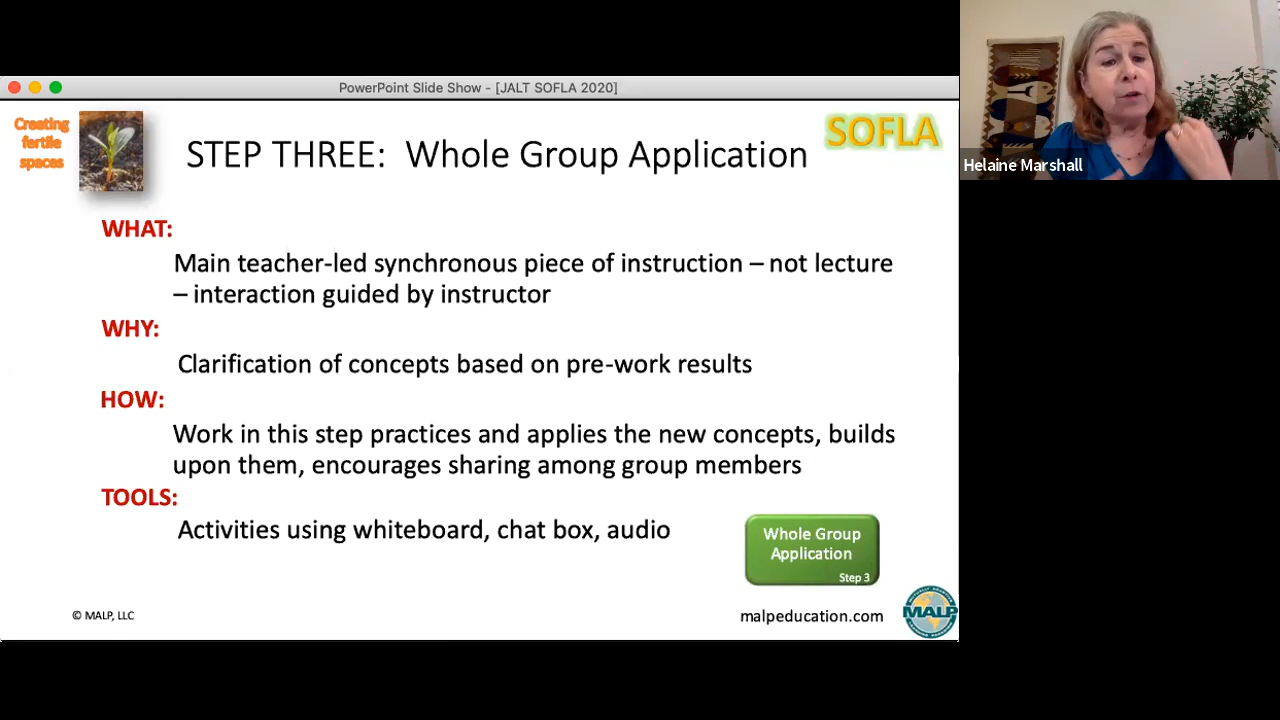 PowerPoint Slide Show - [JALT SOFLA 2020]
Creating
fertile
spaces
STEP THREE: Whole Group Application
SOFLA
Helaine Marshall
WHAT:
Main teacher-led synchronous piece of instruction – not lecture
– interaction guided by instructor
WHY:
Clarification of concepts based on pre-work results
HOW:
Work in this step practices and applies the new concepts, builds
upon them, encourages sharing among group members
TOOLS:
Activities using whiteboard, chat box, audio
Whole Group
Application
Step 3
© MALP, LLC
malpeducation.com
MALP